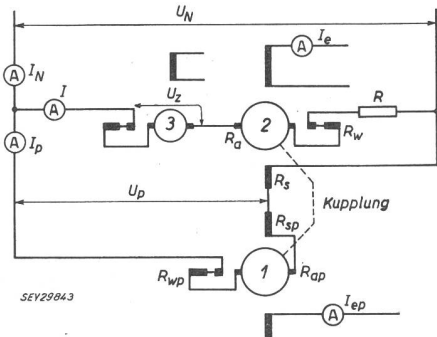 U_N
I_e
A
A I_N
I
A
U_z
R
3
R_a
2
R_w
A I_p
R_s
U_p
Kupplung
R_sp
R_wp
1
R_ap
SEV29843
I_ep
A